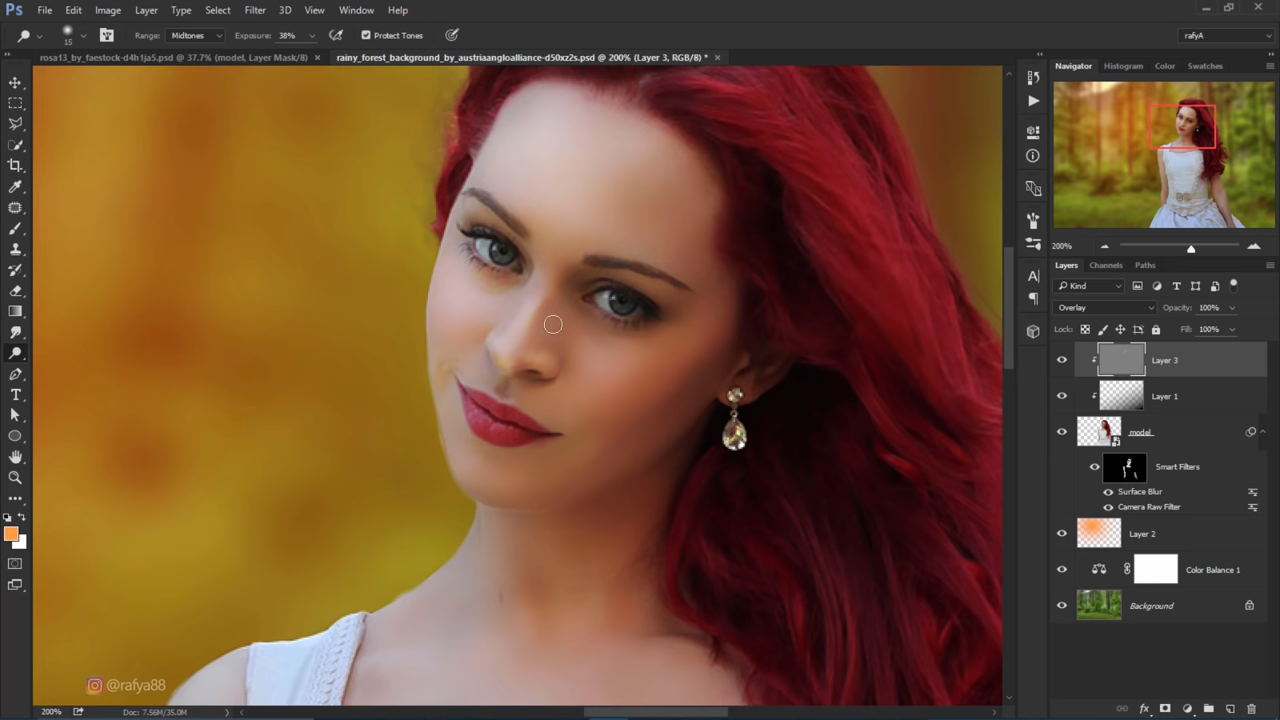 Ps File Edit Image Layer Type Select Filter 3D View Window Help
15 Range: Midtones Exposure: 38% Protect Tones rafyA
rosa13_by_faestock-d4h1ja5.psd @ 37.7% (model, Layer Mask/8) × rainy_forest_background_by_austriaangloalliance-d50xz2s.psd @ 200% (Layer 3, RGB/8) * ×
Navigator Histogram Color Swatches
200%
Layers Channels Paths
Kind
Overlay Opacity: 100%
Lock: Fill: 100%
Layer 3
Layer 1
model
Smart Filters
Surface Blur
Camera Raw Filter
Layer 2
Color Balance 1
Background
@rafya88
200% Doc: 7.56M/35.0M